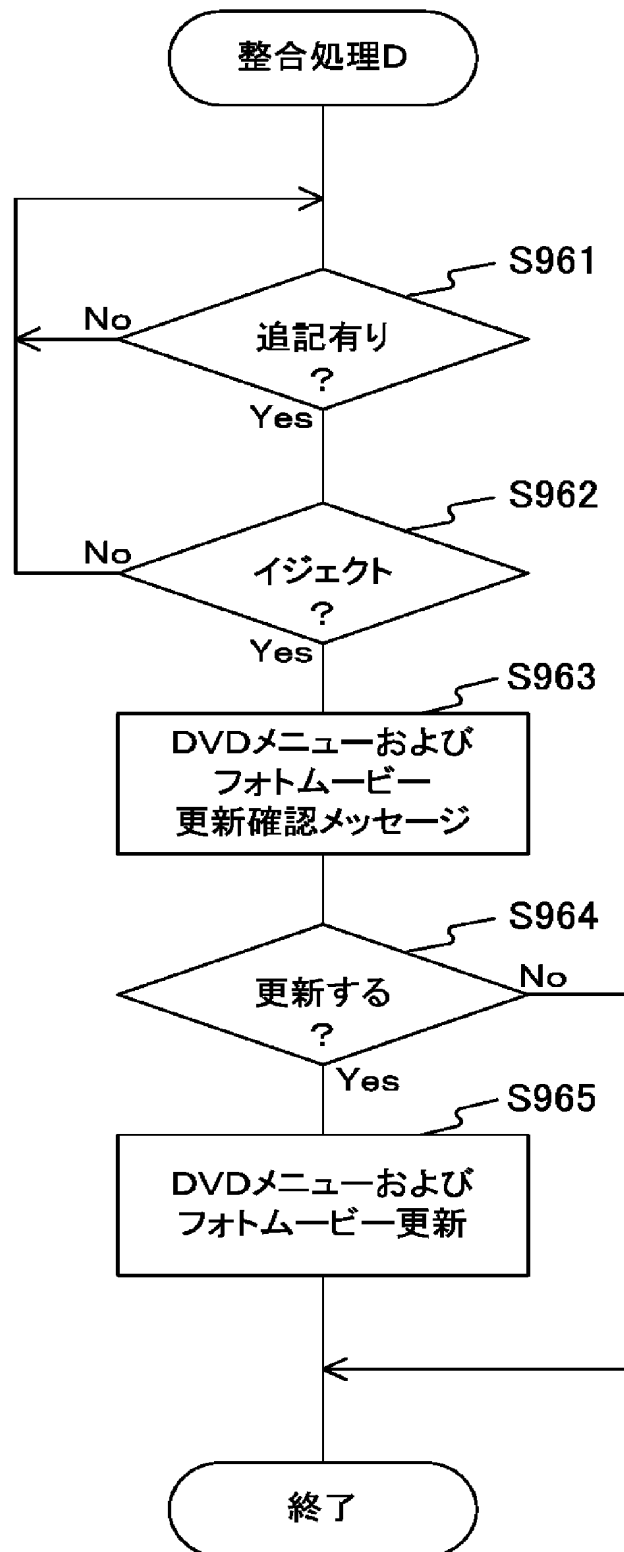 整合処理D
S961
No
追記有り
?
Yes
S962
No
イジェクト
?
Yes
S963
DVDメニューおよび
フォトムービー
更新確認メッセージ
S964
更新する
?
No
Yes
S965
DVDメニューおよび
フォトムービー更新
終了